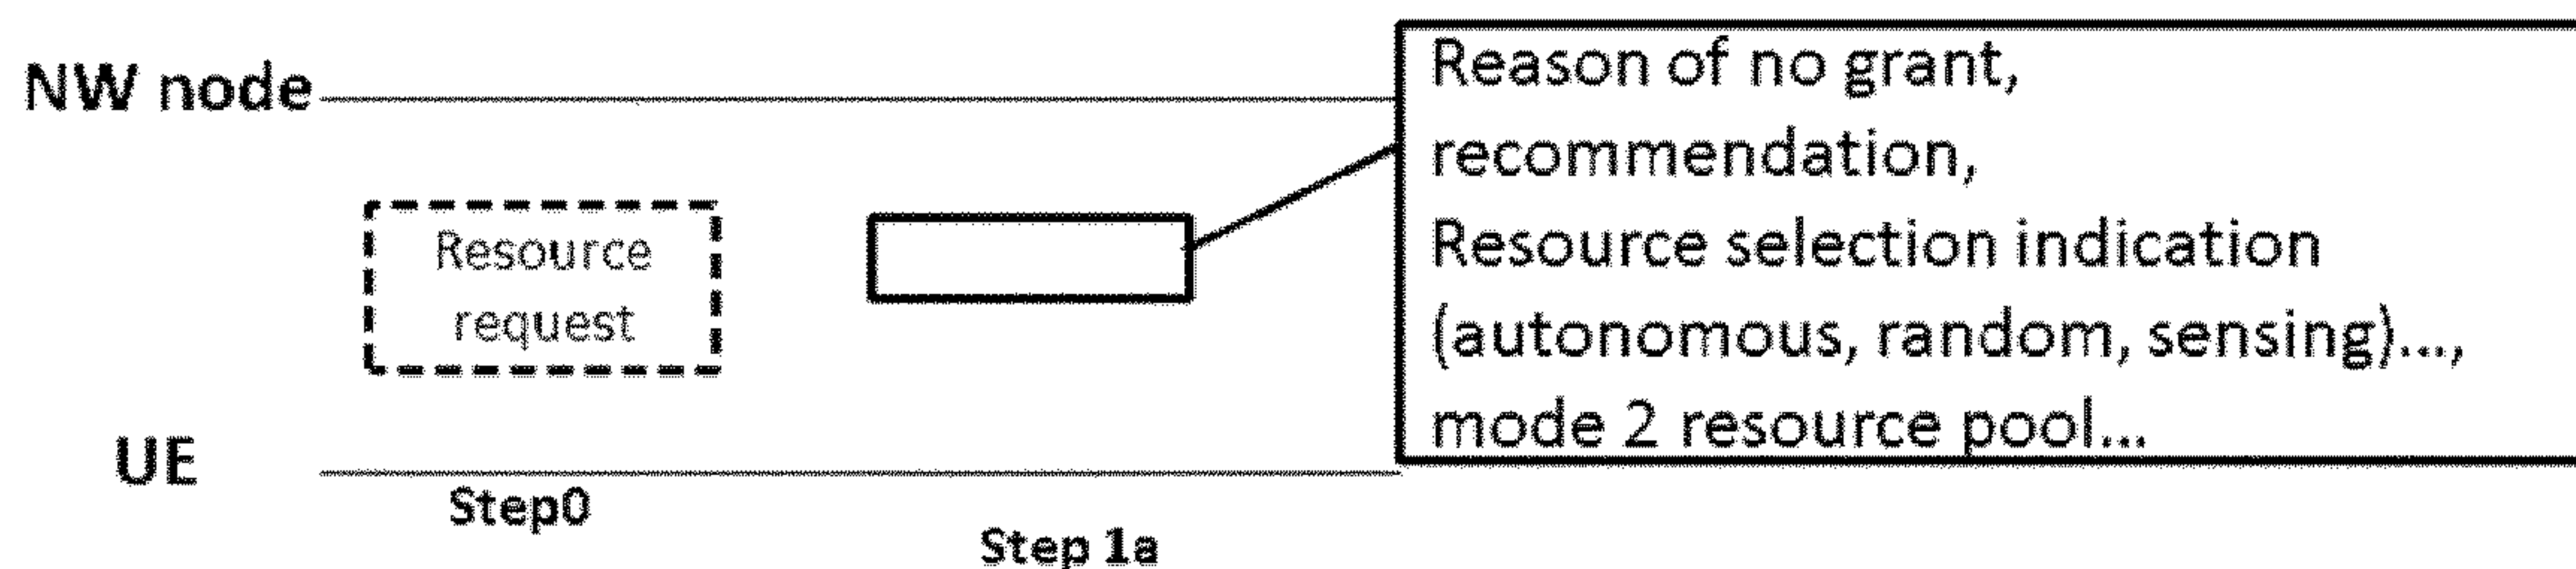 NW node
Reason of no grant,
recommendation,
Resource selection indication
(autonomous, random, sensing)...,
mode 2 resource pool...
Resource
request
UE
Step0
Step 1a